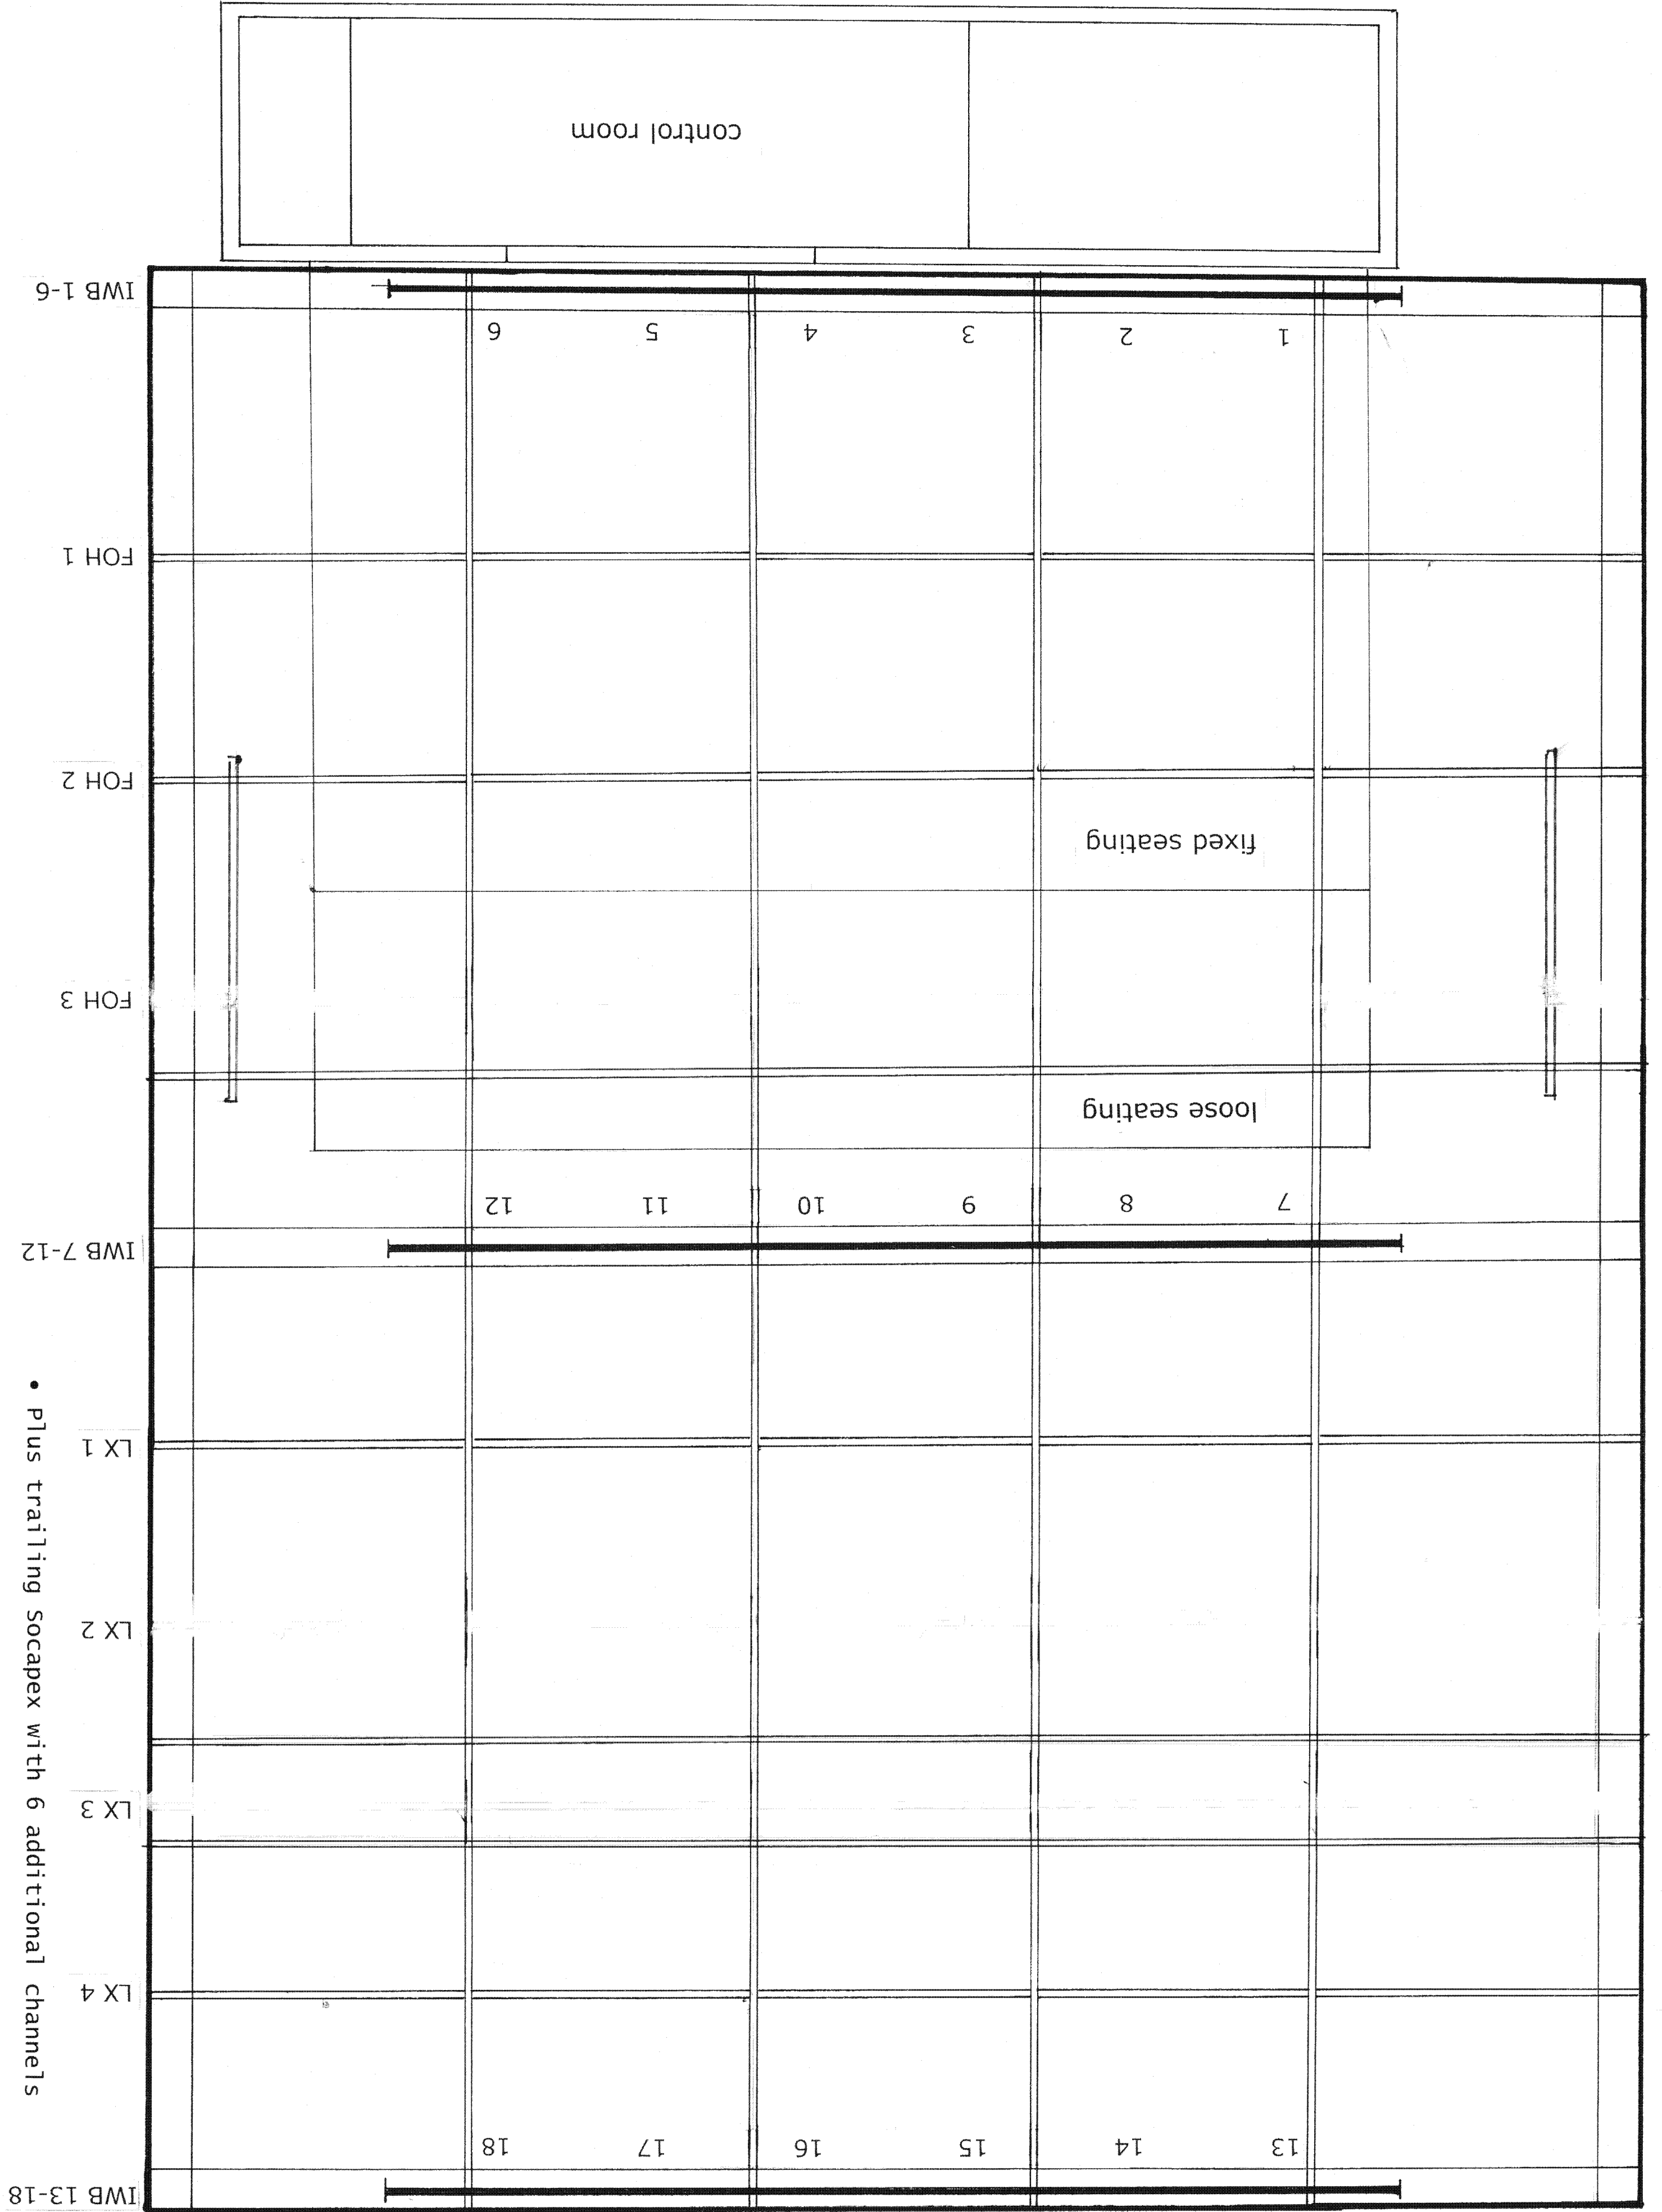 IWB 13-18
13 14 15 16 17 18
LX 4
LX 3
LX 2
LX 1
• Plus trailing Socapex with 6 additional channels
IWB 7-12
7 8 9 10 11 12
loose seating
FOH 3
fixed seating
FOH 2
FOH 1
1 2 3 4 5 6
IWB 1-6
control room